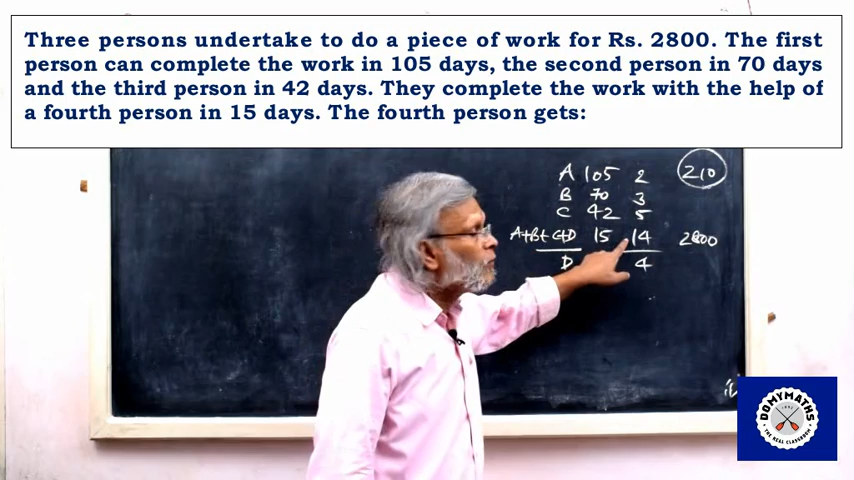 Three persons undertake to do a piece of work for Rs. 2800. The first
person can complete the work in 105 days, the second person in 70 days
and the third person in 42 days. They complete the work with the help of
a fourth person in 15 days. The fourth person gets:
A 105 2 210
B 70 3
C 42 5
A+B+C+D 15 14 2800
D 4
DOMYMATHS
THE REAL CLASSROOM